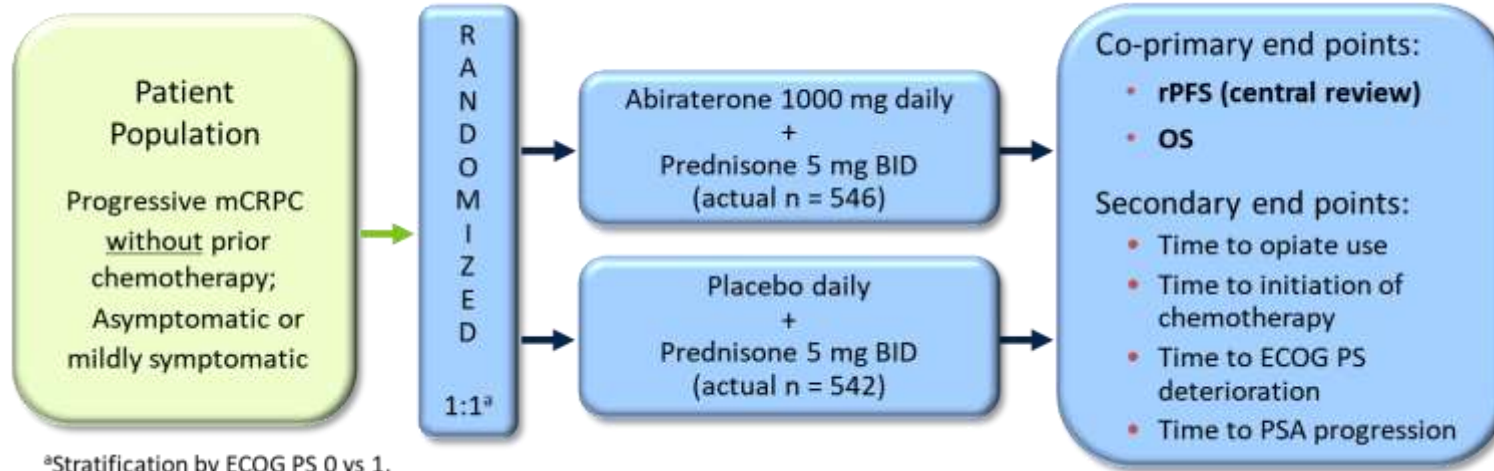 Patient
Population
Progressive mCRPC
without prior
chemotherapy;
Asymptomatic or
mildly symptomatic
R
A
N
D
O
M
I
Z
E
D
1:1ᵃ
Abiraterone 1000 mg daily
+
Prednisone 5 mg BID
(actual n = 546)
Placebo daily
+
Prednisone 5 mg BID
(actual n = 542)
Co-primary end points:
• rPFS (central review)
• OS
Secondary end points:
• Time to opiate use
• Time to initiation of
chemotherapy
• Time to ECOG PS
deterioration
• Time to PSA progression
ᵃStratification by ECOG PS 0 vs 1.